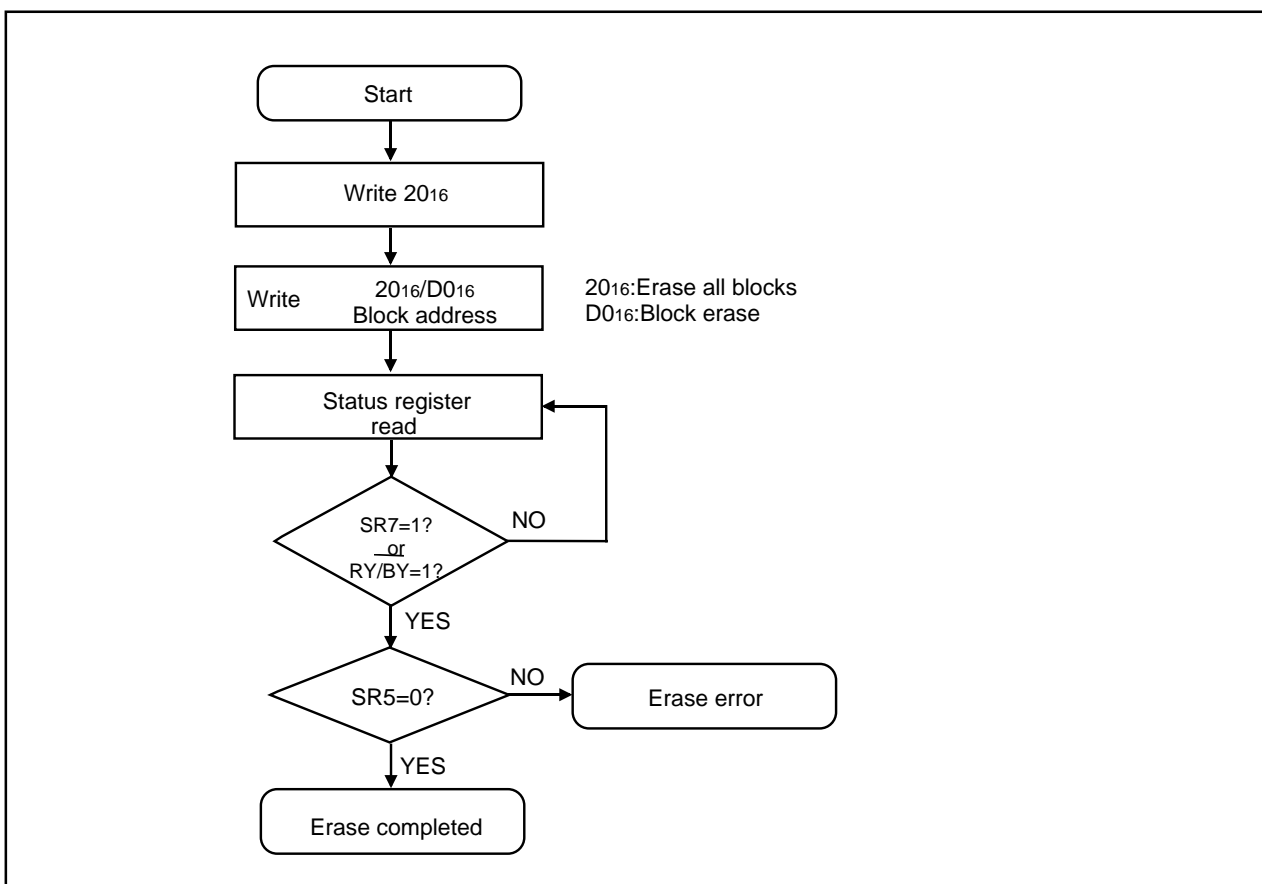 Start
Write 20₁₆
Write 20₁₆/D0₁₆
Block address
20₁₆:Erase all blocks
D0₁₆:Block erase
Status register
read
SR7=1?
or
RY/BY=1?
NO
YES
SR5=0?
NO
Erase error
YES
Erase completed